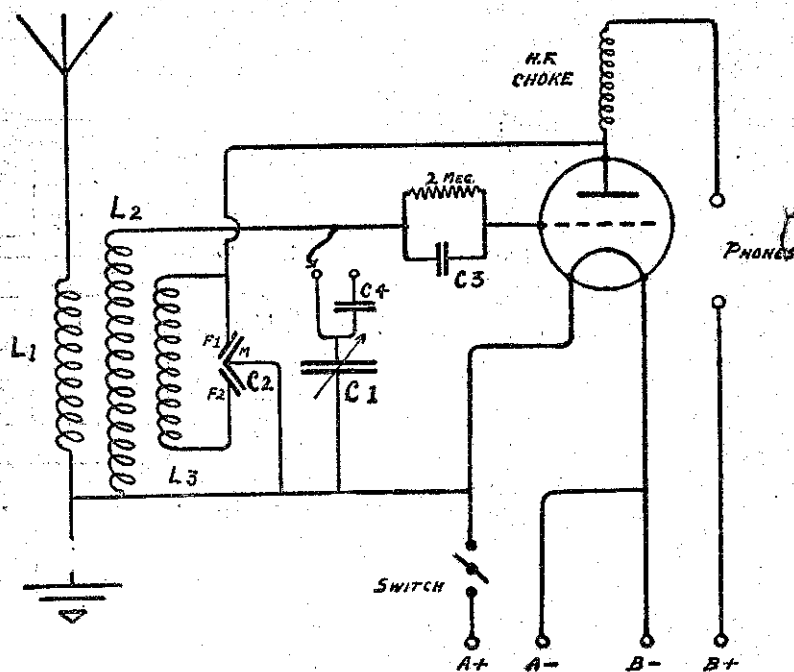 H.F.
CHOKE
2 MEG.
L2
C3
PHONES
C4
L1
F1
M
C2
F2
C1
L3
SWITCH
A+
A-
B-
B+